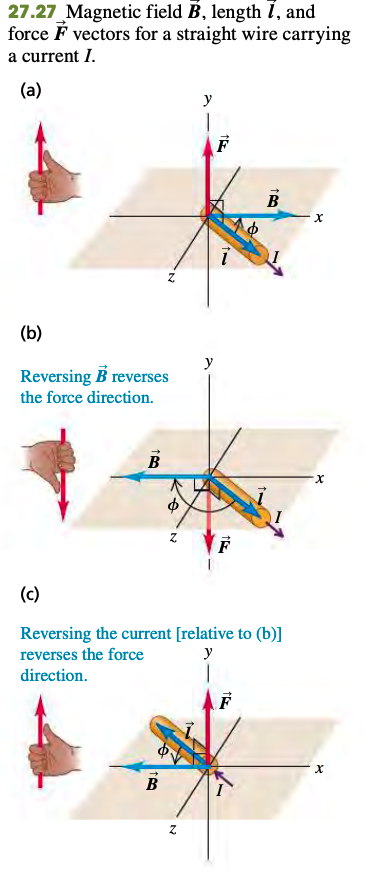 27.27 Magnetic field B⃗, length l⃗, and
force F⃗ vectors for a straight wire carrying
a current I.
(a)
y
F⃗
B⃗
x
ϕ
l⃗
I
z
(b)
Reversing B⃗ reverses
the force direction.
y
B⃗
x
l⃗
ϕ
I
z
F⃗
(c)
Reversing the current [relative to (b)]
reverses the force
direction.
y
F⃗
l⃗
ϕ
x
B⃗
I
z